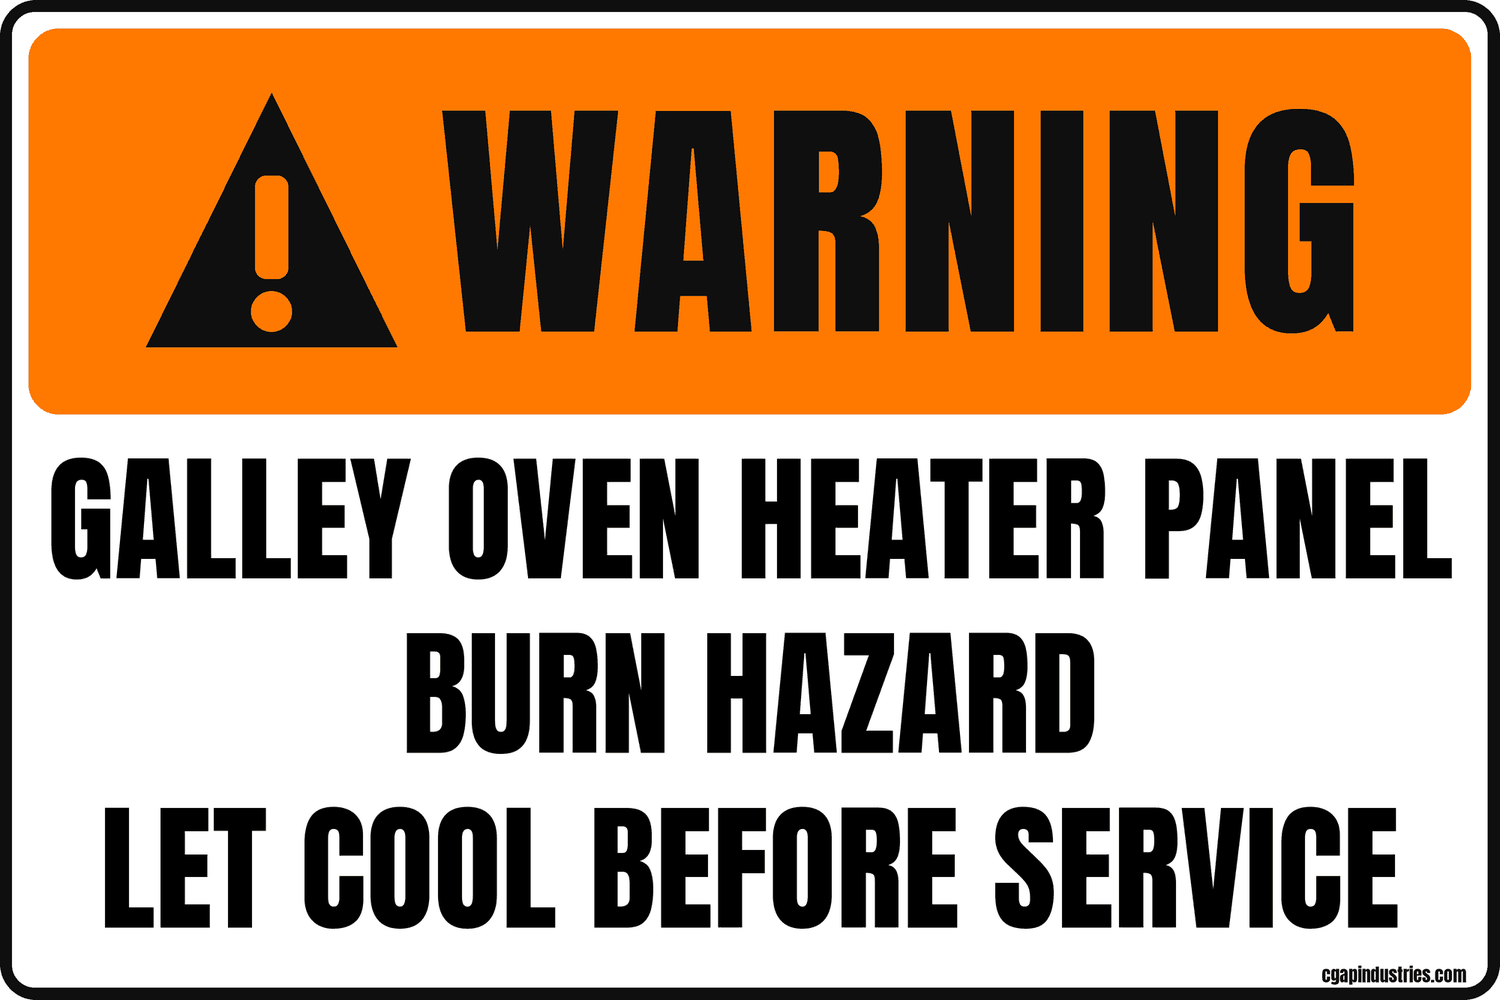 WARNING
GALLEY OVEN HEATER PANEL
BURN HAZARD
LET COOL BEFORE SERVICE
cgapindustries.com